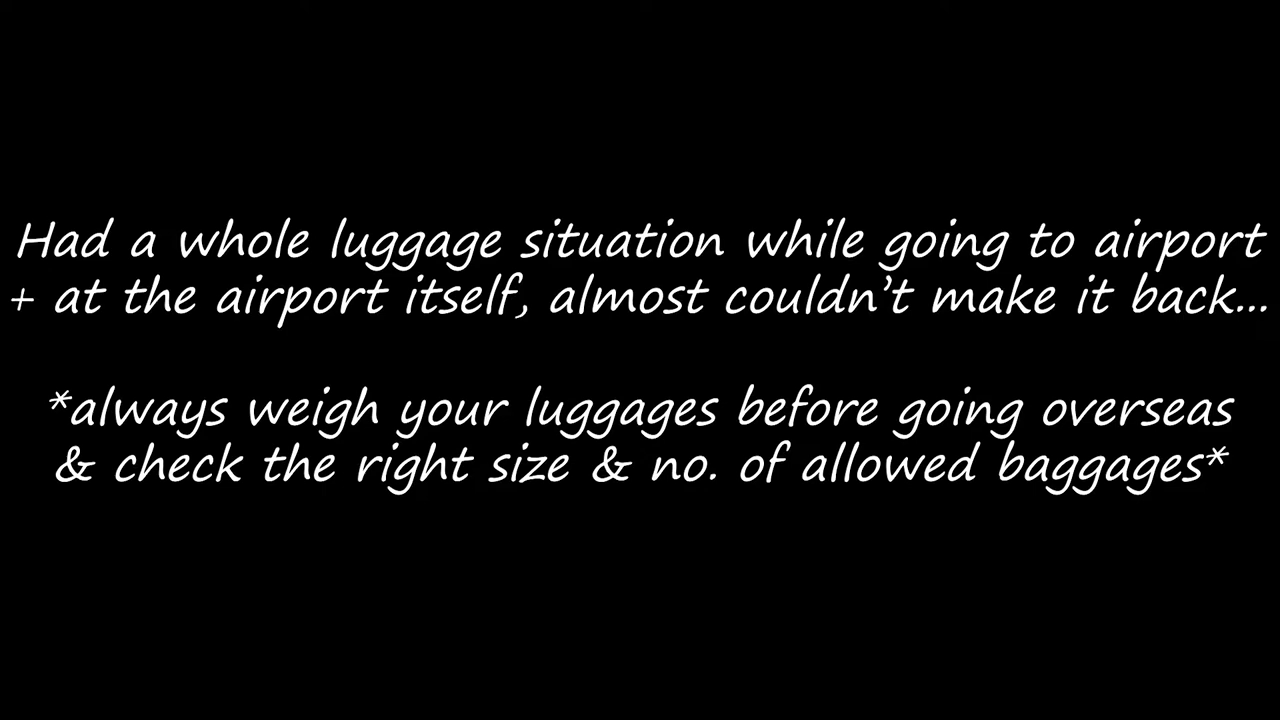 Had a whole luggage situation while going to airport
+ at the airport itself, almost couldn't make it back...
*always weigh your luggages before going overseas
& check the right size & no. of allowed baggages*